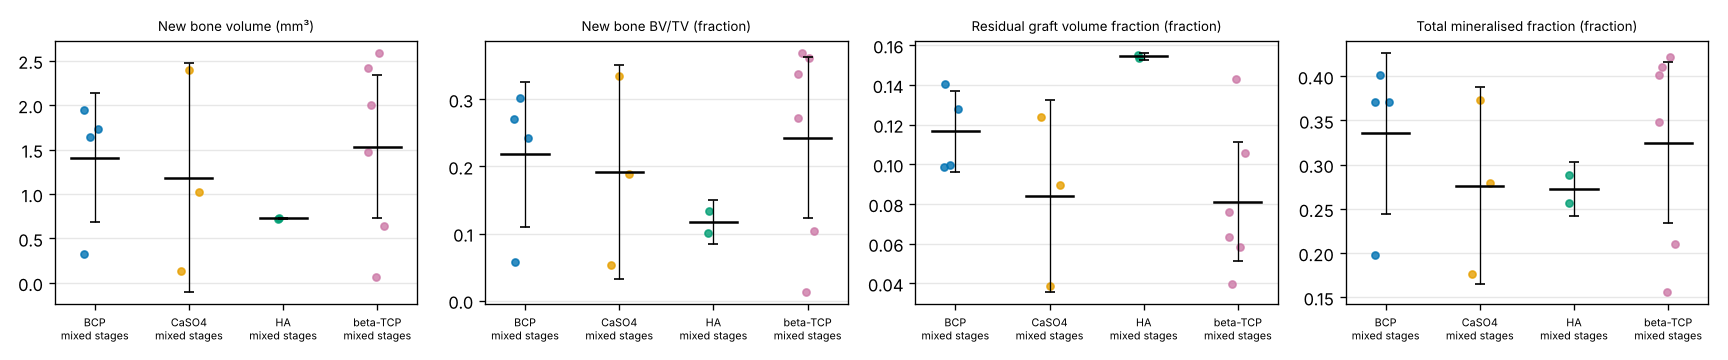 New bone volume (mm³)
2.5
2.0
1.5
1.0
0.5
0.0
BCP
mixed stages
CaSO4
mixed stages
HA
mixed stages
beta-TCP
mixed stages
New bone BV/TV (fraction)
0.3
0.2
0.1
0.0
BCP
mixed stages
CaSO4
mixed stages
HA
mixed stages
beta-TCP
mixed stages
Residual graft volume fraction (fraction)
0.16
0.14
0.12
0.10
0.08
0.06
0.04
BCP
mixed stages
CaSO4
mixed stages
HA
mixed stages
beta-TCP
mixed stages
Total mineralised fraction (fraction)
0.40
0.35
0.30
0.25
0.20
0.15
BCP
mixed stages
CaSO4
mixed stages
HA
mixed stages
beta-TCP
mixed stages